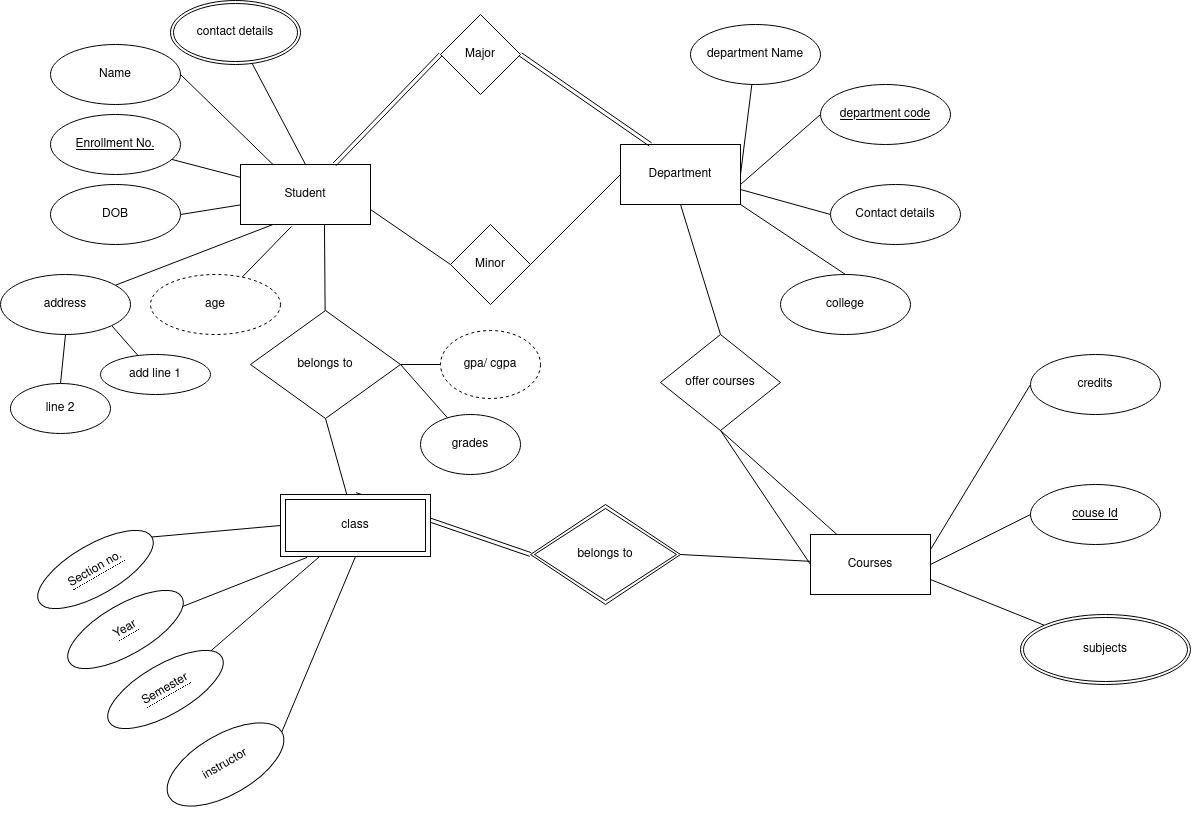 contact details
Name
Major
department Name
Enrollment No.
department code
Student
Department
DOB
Contact details
Minor
address
age
college
belongs to
gpa/ cgpa
add line 1
offer courses
credits
line 2
grades
class
couse Id
belongs to
Courses
Section no.
Year
subjects
Semester
instructor